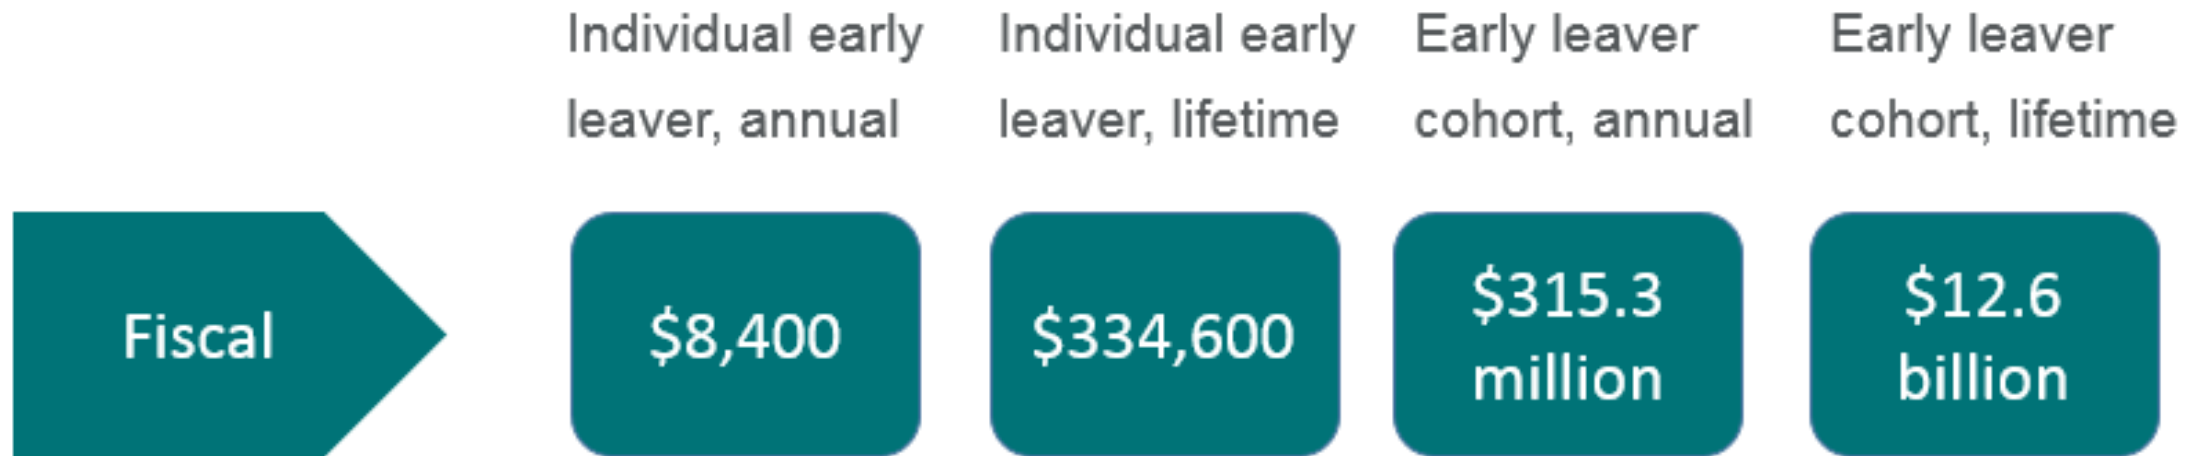 Individual early
leaver, annual
Individual early
leaver, lifetime
Early leaver
cohort, annual
Early leaver
cohort, lifetime
Fiscal
$8,400
$334,600
$315.3
million
$12.6
billion